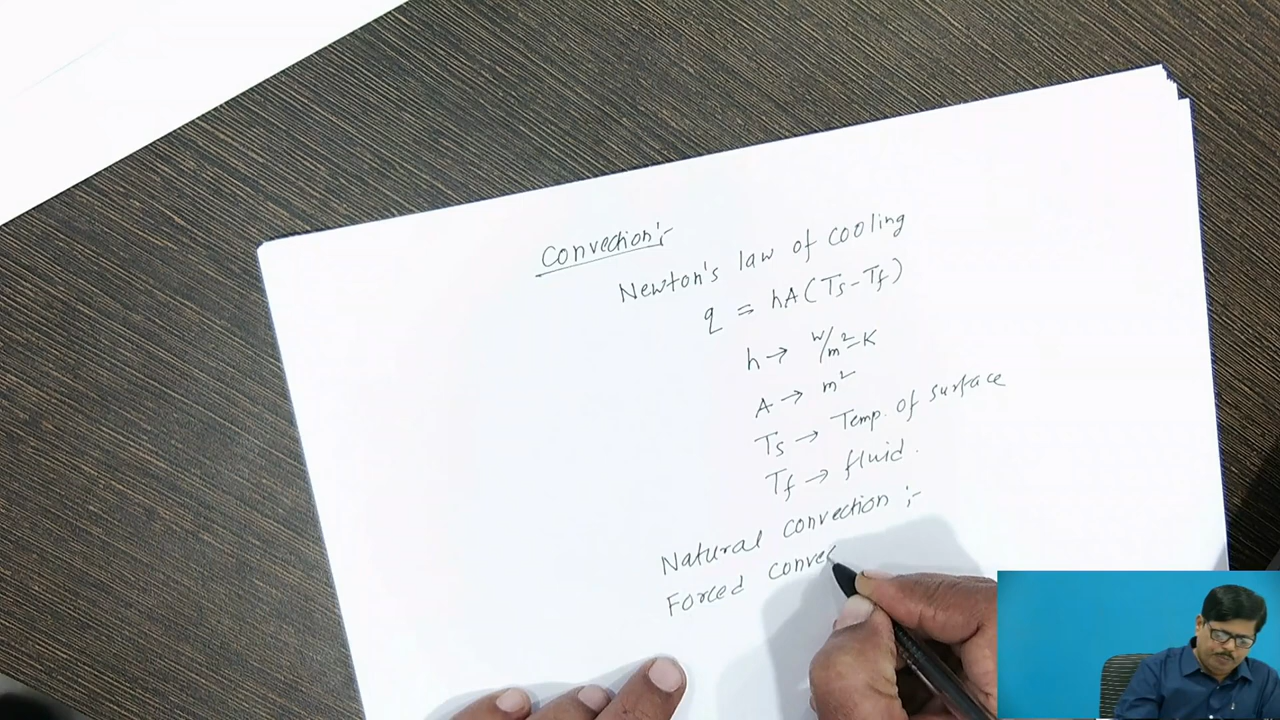 Convection:-
Newton's law of cooling
q = hA(Ts-Tf)
h → W/m²-K
A → m²
Ts → Temp. of surface
Tf → fluid.
Natural convection :-
Forced convec